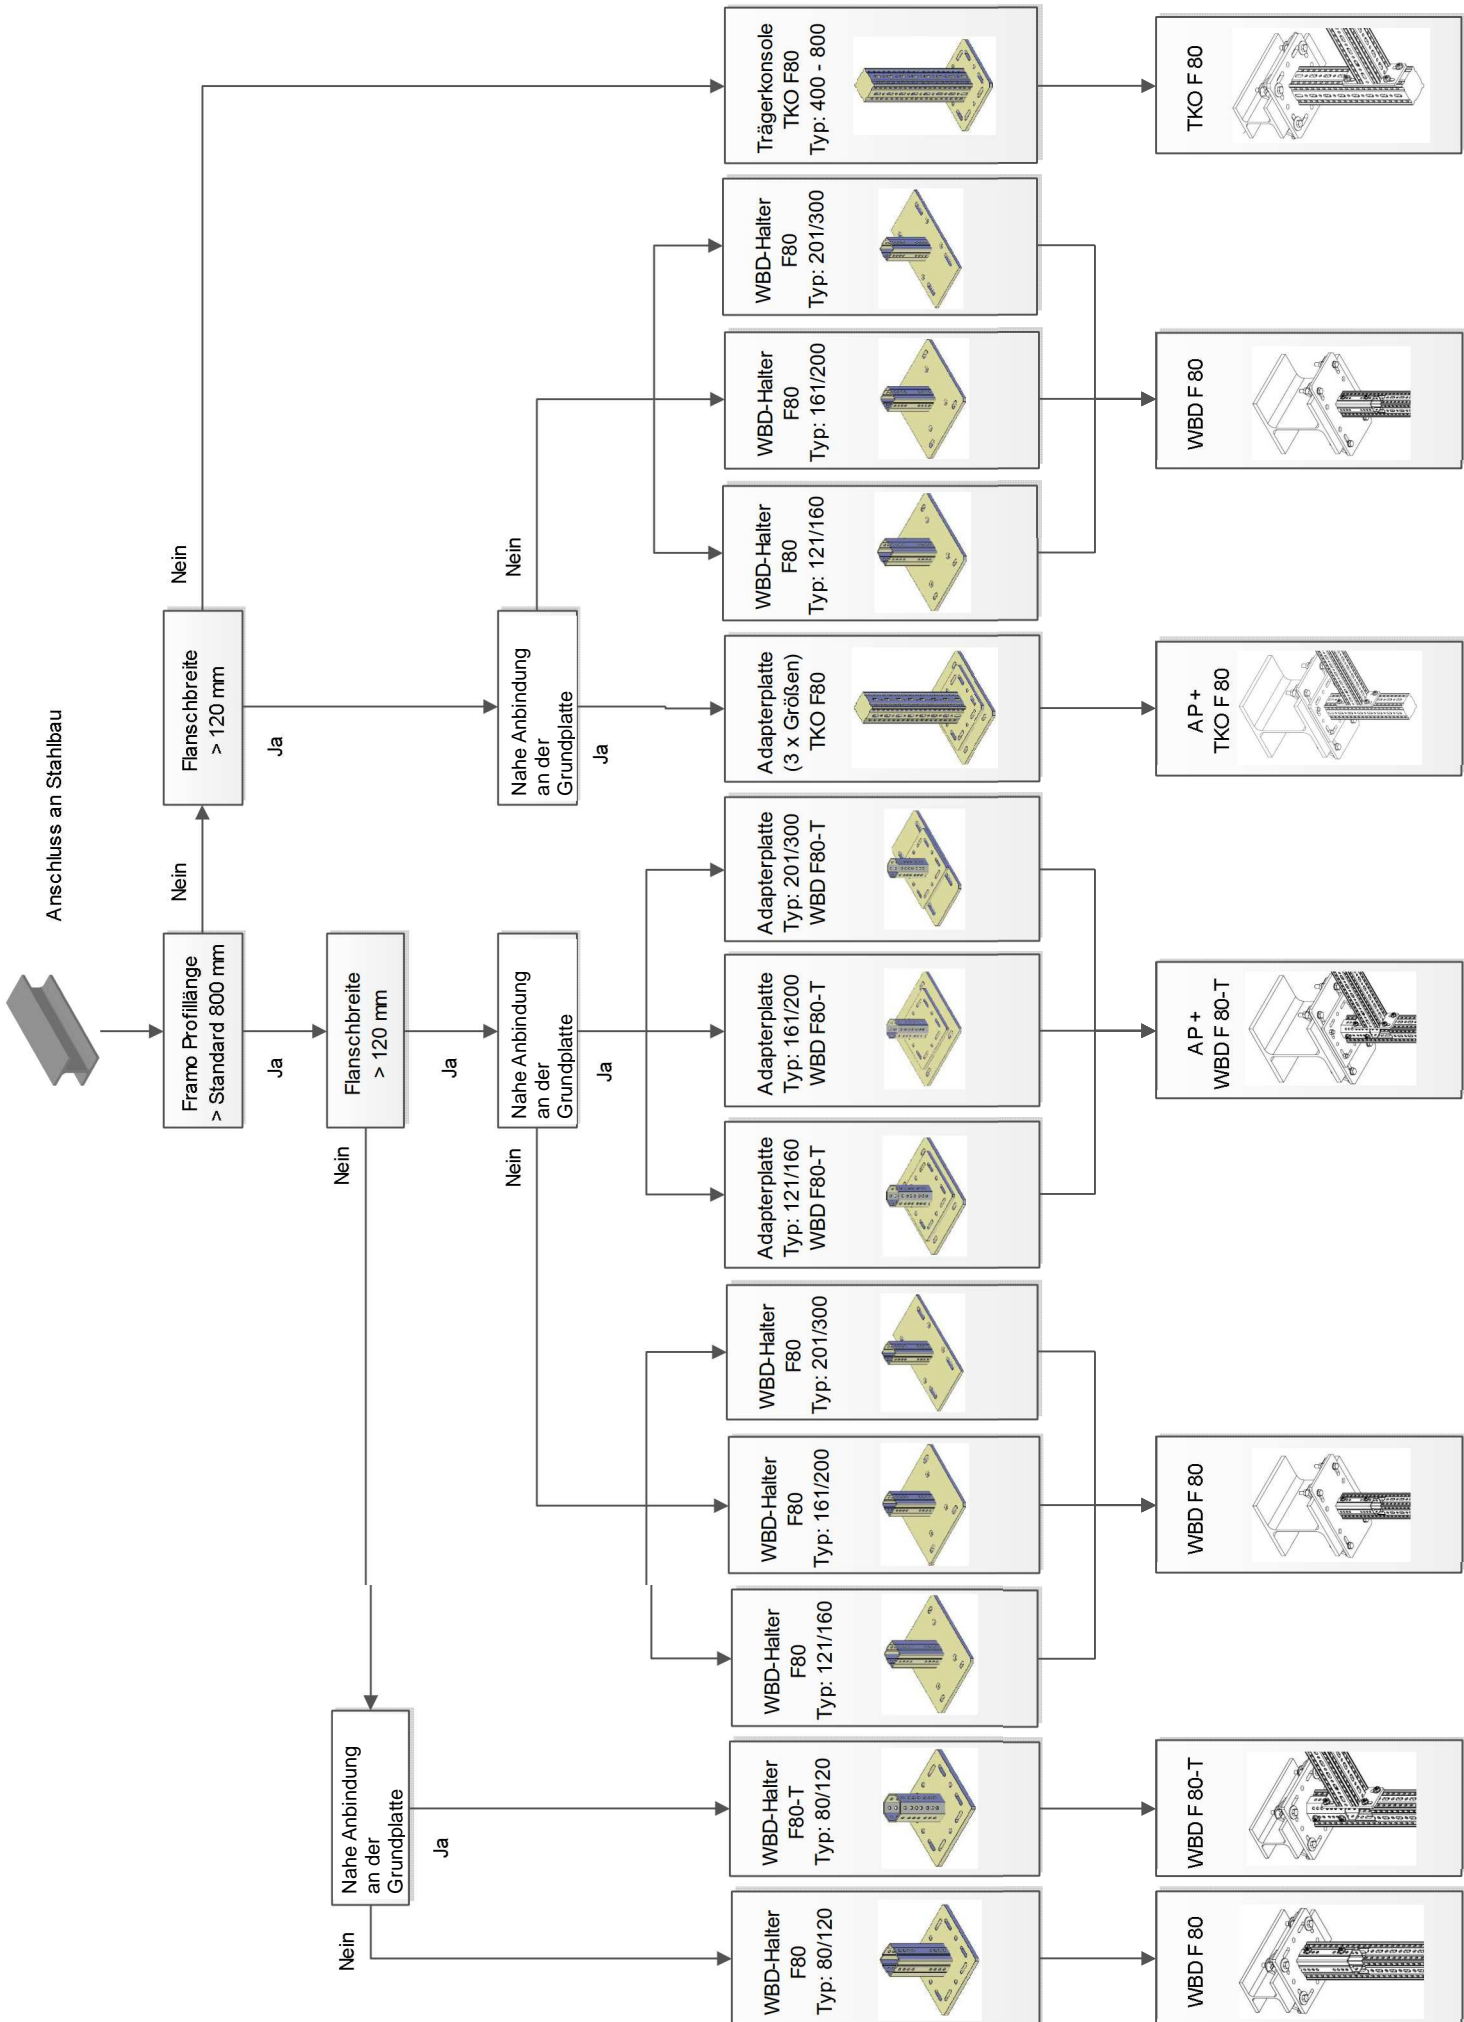 Anschluss an Stahlbau
Framo Profillänge
> Standard 800 mm
Nein
Ja
Flanschbreite
> 120 mm
Nein
Ja
Flanschbreite
> 120 mm
Nein
Ja
Nahe Anbindung
an der
Grundplatte
Nein
Ja
Nahe Anbindung
an der
Grundplatte
Nein
Ja
Nahe Anbindung
an der
Grundplatte
Nein
Ja
WBD-Halter
F80
Typ: 80/120
WBD-Halter
F80-T
Typ: 80/120
WBD-Halter
F80
Typ: 121/160
WBD-Halter
F80
Typ: 161/200
WBD-Halter
F80
Typ: 201/300
Adapterplatte
Typ: 121/160
WBD F80-T
Adapterplatte
Typ: 161/200
WBD F80-T
Adapterplatte
Typ: 201/300
WBD F80-T
Adapterplatte
(3 x Größen)
TKO F80
WBD-Halter
F80
Typ: 121/160
WBD-Halter
F80
Typ: 161/200
WBD-Halter
F80
Typ: 201/300
Trägerkonsole
TKO F80
Typ: 400 - 800
WBD F 80
WBD F 80-T
WBD F 80
AP +
WBD F 80-T
AP +
TKO F 80
WBD F 80
TKO F 80